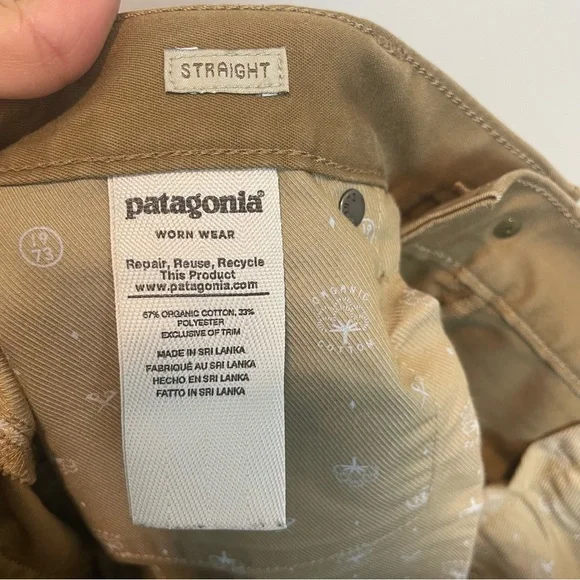 STRAIGHT
patagonia®
WORN WEAR
Repair, Reuse, Recycle
This Product
www.patagonia.com
67% ORGANIC COTTON, 33%
POLYESTER
EXCLUSIVE OF TRIM
MADE IN SRI LANKA
FABRIQUÉ AU SRI LANKA
HECHO EN SRI LANKA
FATTO IN SRI LANKA
19
73
ORGANIC
COTTON